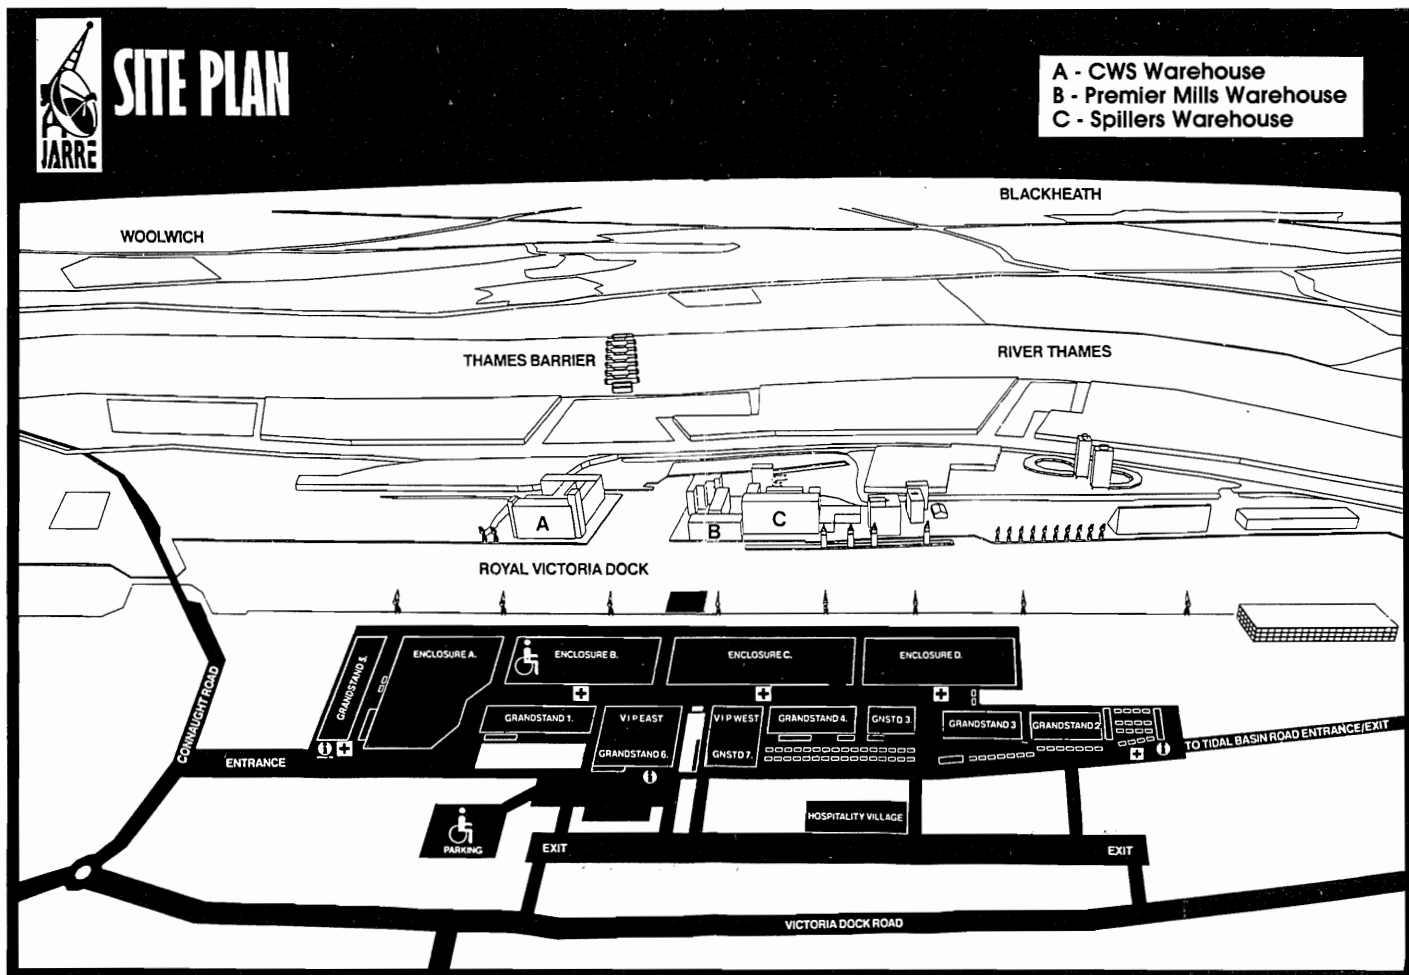 JARRE
SITE PLAN
A - CWS Warehouse
B - Premier Mills Warehouse
C - Spillers Warehouse
BLACKHEATH
WOOLWICH
THAMES BARRIER
RIVER THAMES
A
B
C
ROYAL VICTORIA DOCK
CONNAUGHT ROAD
GRANDSTAND 5.
ENCLOSURE A.
ENCLOSURE B.
ENCLOSURE C.
ENCLOSURE D.
GRANDSTAND 1.
V I P EAST
GRANDSTAND 6.
V I P WEST
GNSTD 7.
GRANDSTAND 4.
GNSTD 3.
GRANDSTAND 3
GRANDSTAND 2
i
i
i
ENTRANCE
TO TIDAL BASIN ROAD ENTRANCE/EXIT
PARKING
HOSPITALITY VILLAGE
EXIT
EXIT
VICTORIA DOCK ROAD